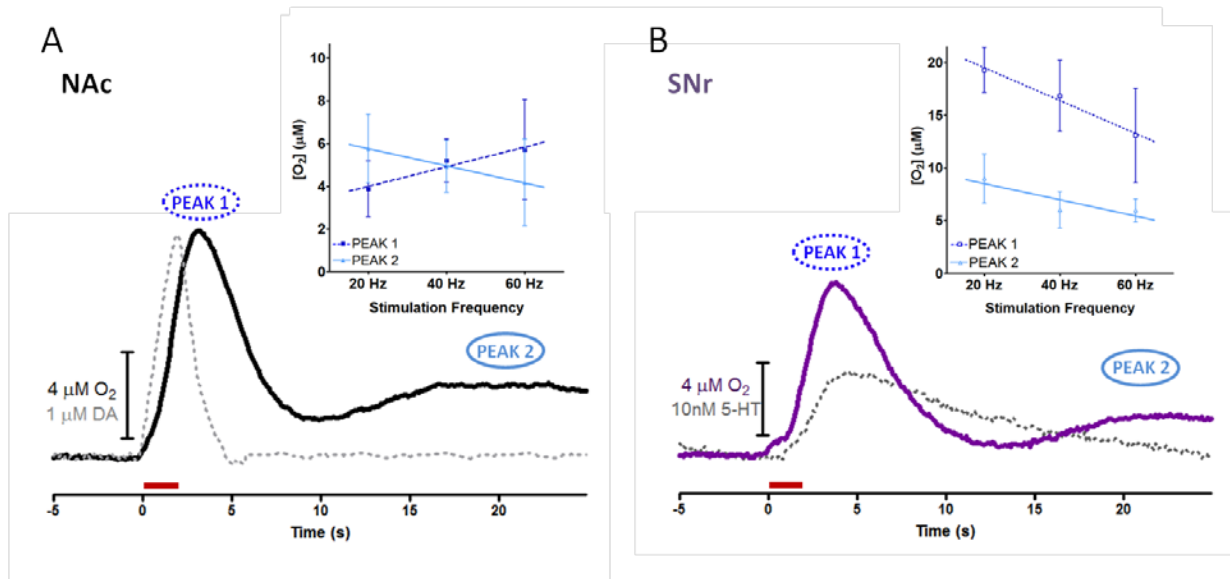 A
NAc
PEAK 1
10
8
6
4
2
0
[O2] (μM)
PEAK 1
PEAK 2
20 Hz 40 Hz 60 Hz
Stimulation Frequency
PEAK 2
4 μM O2
1 μM DA
-5 0 5 10 15 20
Time (s)
B
SNr
PEAK 1
20
15
10
5
0
[O2] (μM)
PEAK 1
PEAK 2
20 Hz 40 Hz 60 Hz
Stimulation Frequency
PEAK 2
4 μM O2
10nM 5-HT
-5 0 5 10 15 20
Time (s)